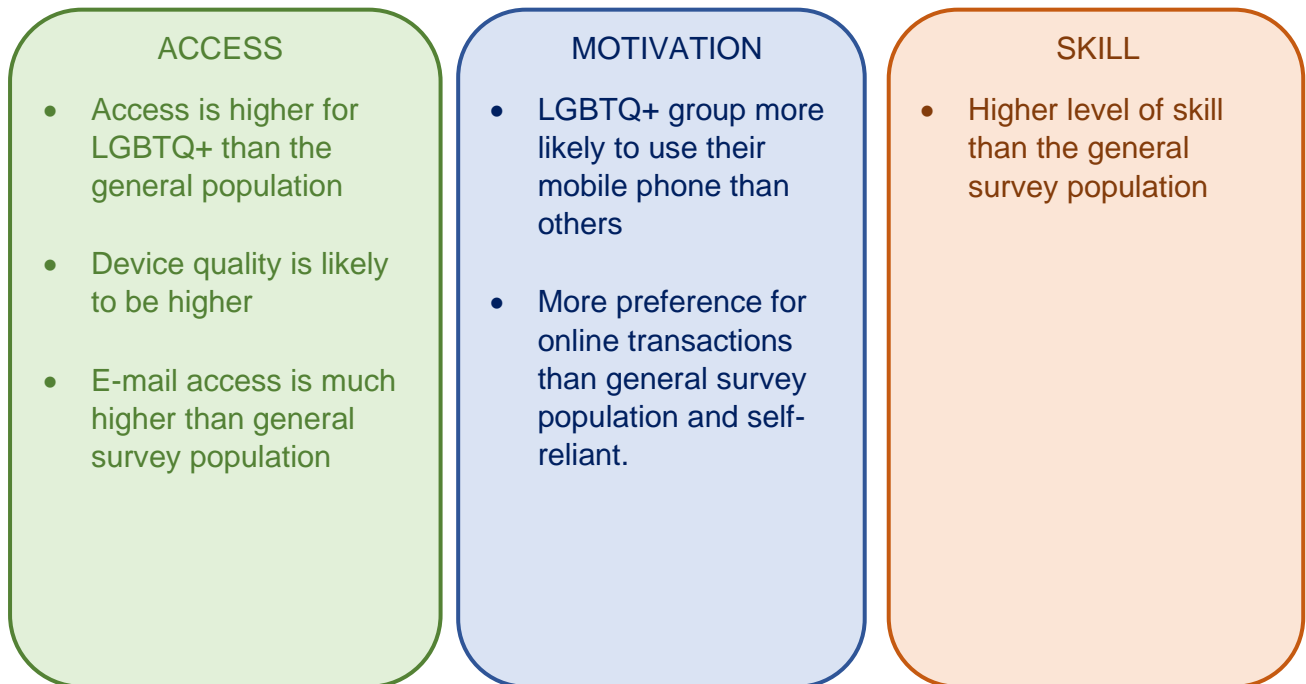 ACCESS
• Access is higher for
LGBTQ+ than the
general population
• Device quality is likely
to be higher
• E-mail access is much
higher than general
survey population
MOTIVATION
• LGBTQ+ group more
likely to use their
mobile phone than
others
• More preference for
online transactions
than general survey
population and self-
reliant.
SKILL
• Higher level of skill
than the general
survey population